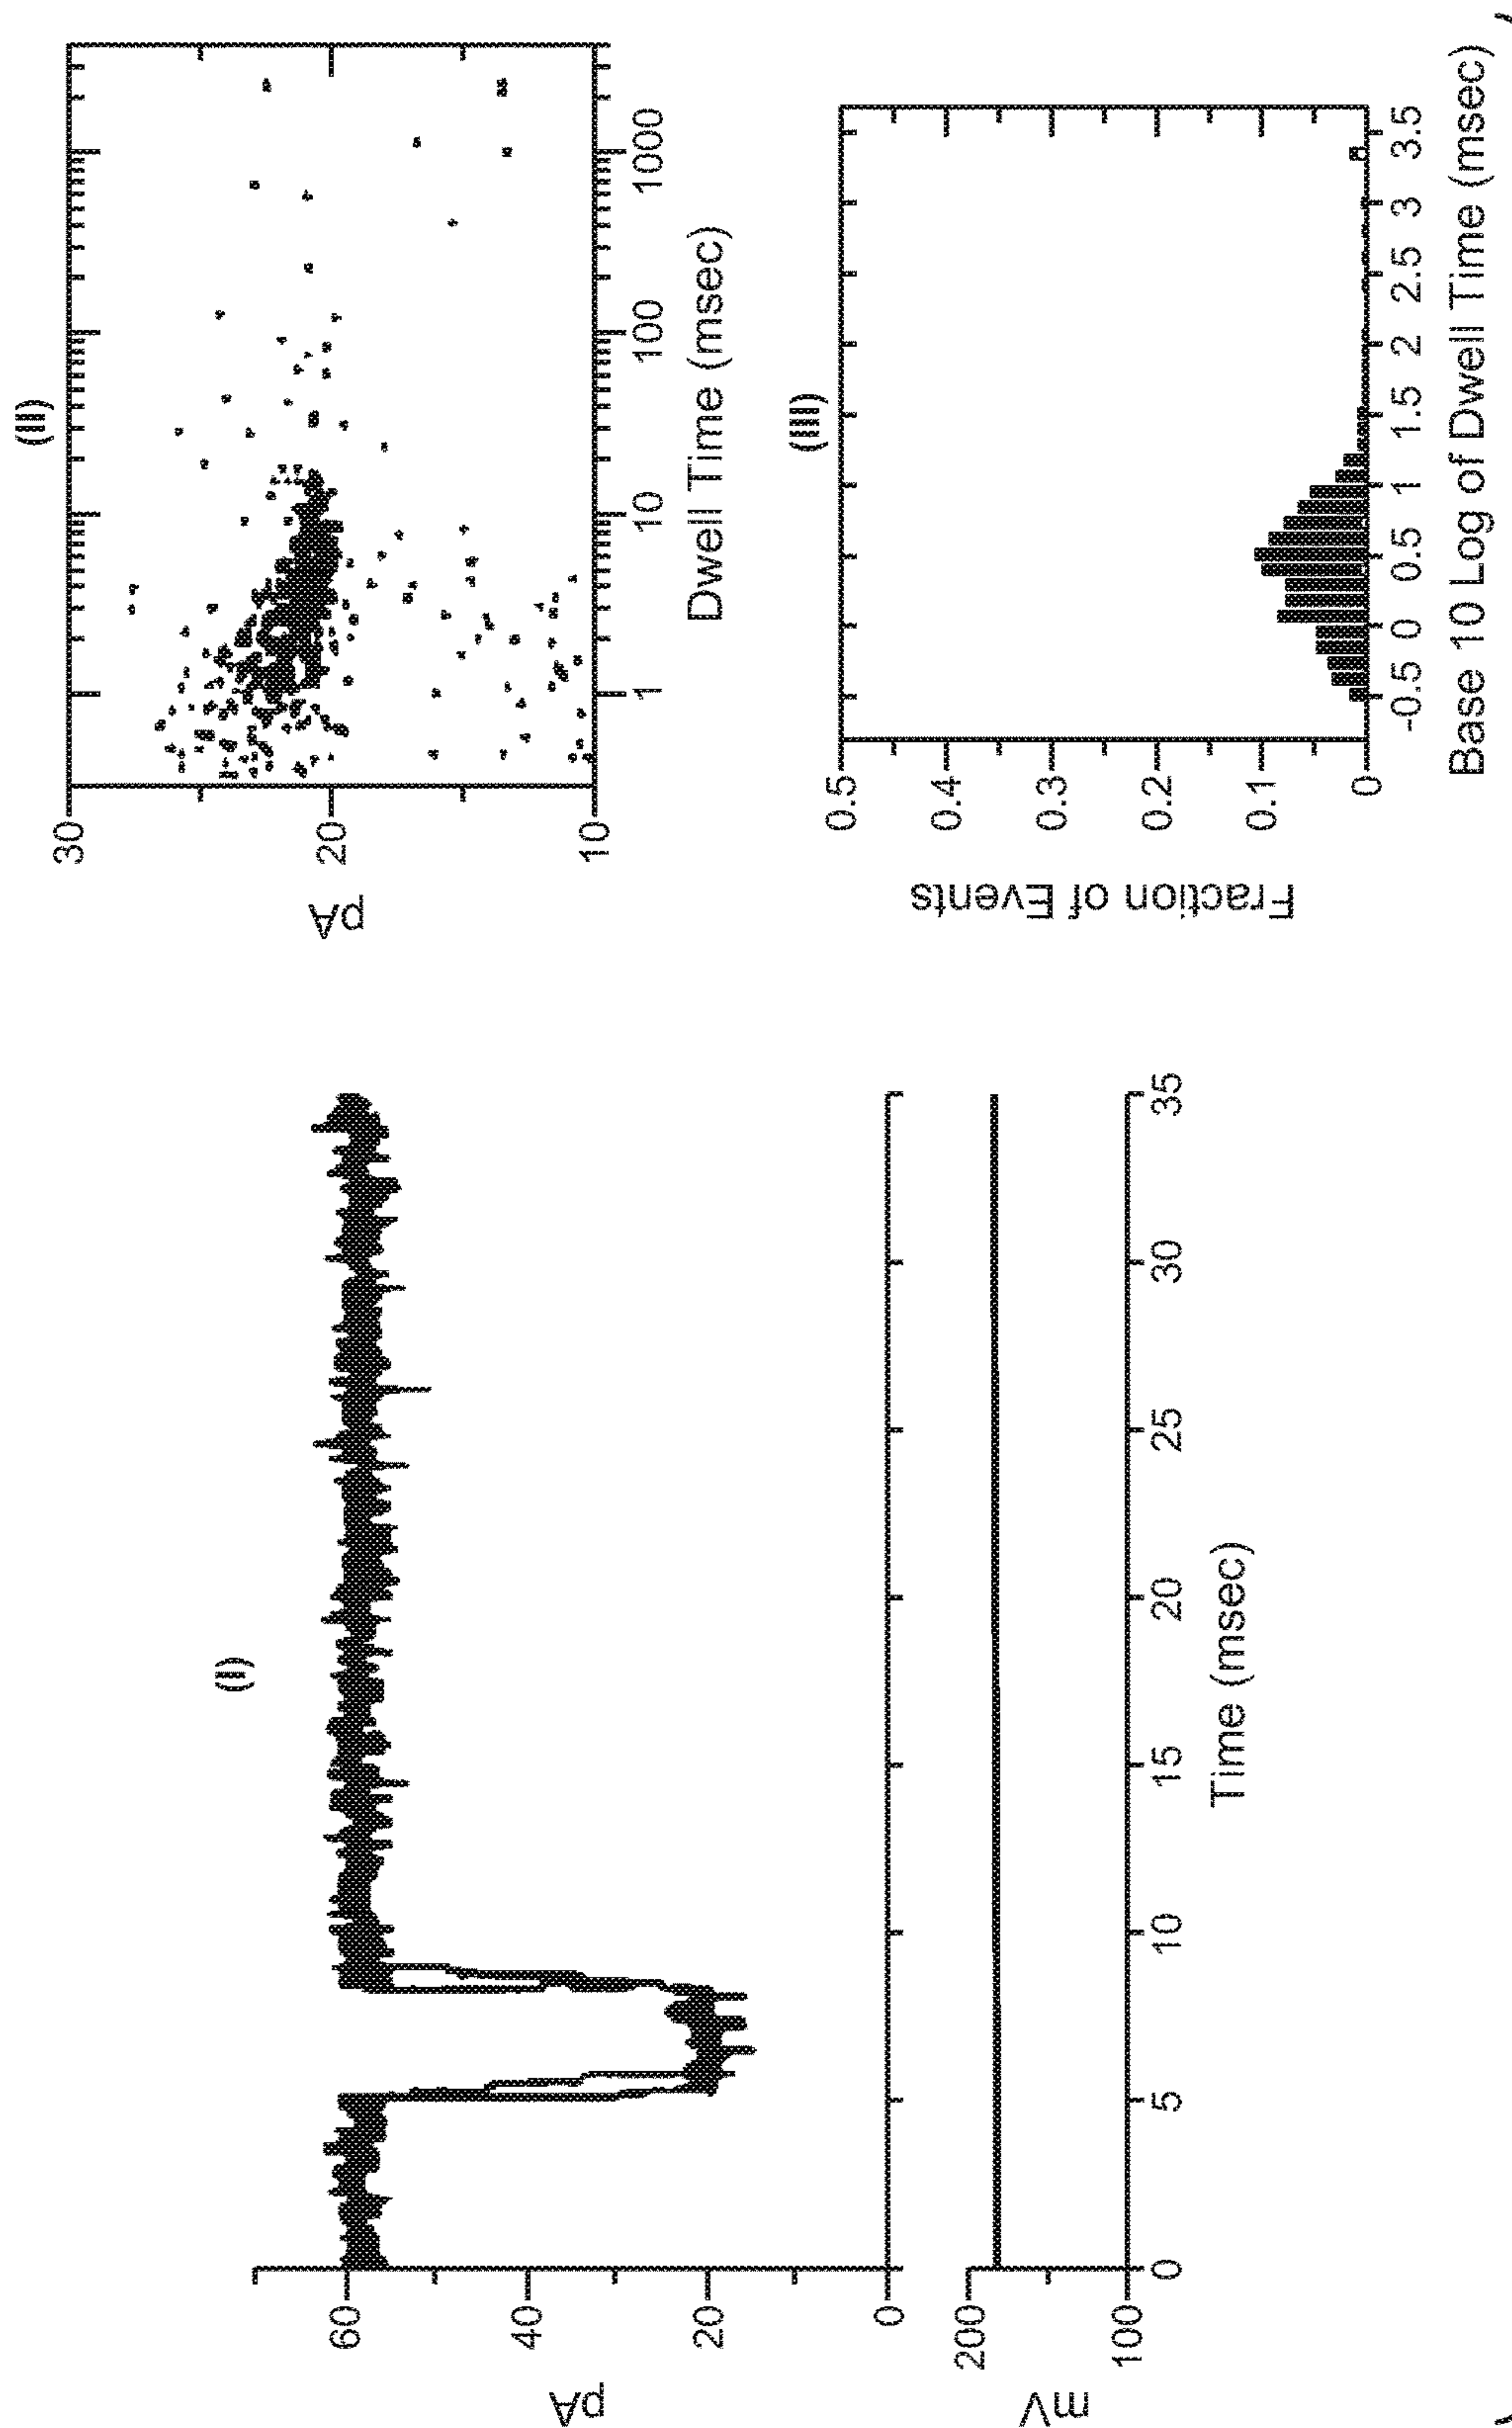 (I)
pA
60
40
20
0
mV
200
100
0 5 10 15 20 25 30 35
Time (msec)
(II)
pA
30
20
10
1 10 100 1000
Dwell Time (msec)
(III)
Fraction of Events
0.5
0.4
0.3
0.2
0.1
0
-0.5 0 0.5 1 1.5 2 2.5 3 3.5
Base 10 Log of Dwell Time (msec)